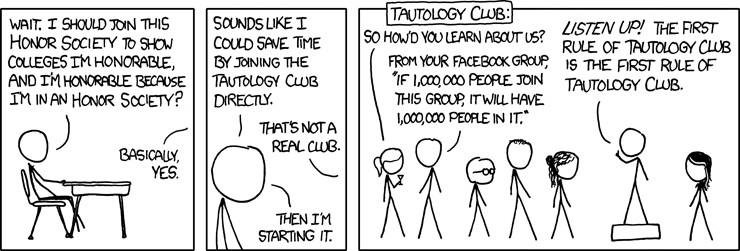 WAIT. I SHOULD JOIN THIS
HONOR SOCIETY TO SHOW
COLLEGES I'M HONORABLE,
AND I'M HONORABLE BECAUSE
I'M IN AN HONOR SOCIETY?
BASICALLY,
YES.
SOUNDS LIKE I
COULD SAVE TIME
BY JOINING THE
TAUTOLOGY CLUB
DIRECTLY.
THAT'S NOT A
REAL CLUB.
THEN I'M
STARTING IT.
TAUTOLOGY CLUB:
SO HOW'D YOU LEARN ABOUT US?
FROM YOUR FACEBOOK GROUP,
"IF 1,000,000 PEOPLE JOIN
THIS GROUP, IT WILL HAVE
1,000,000 PEOPLE IN IT."
LISTEN UP! THE FIRST
RULE OF TAUTOLOGY CLUB
IS THE FIRST RULE OF
TAUTOLOGY CLUB.